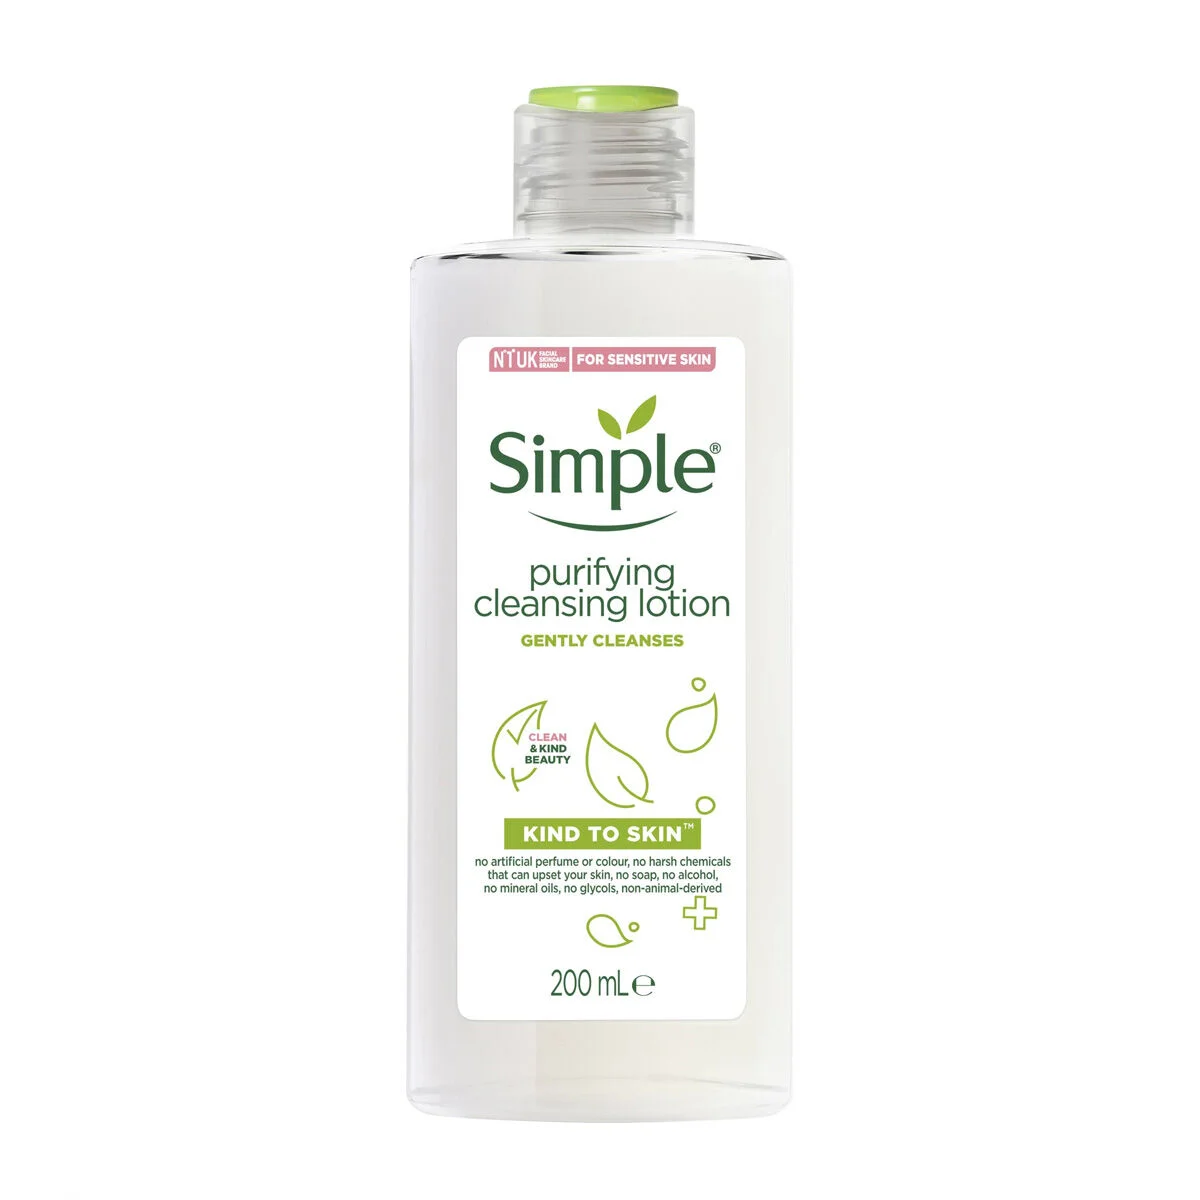 N°1 UK FACIAL SKINCARE BRAND FOR SENSITIVE SKIN
Simple®
purifying
cleansing lotion
GENTLY CLEANSES
CLEAN
& KIND
BEAUTY
KIND TO SKIN™
no artificial perfume or colour, no harsh chemicals
that can upset your skin, no soap, no alcohol,
no mineral oils, no glycols, non-animal-derived
200 mL℮